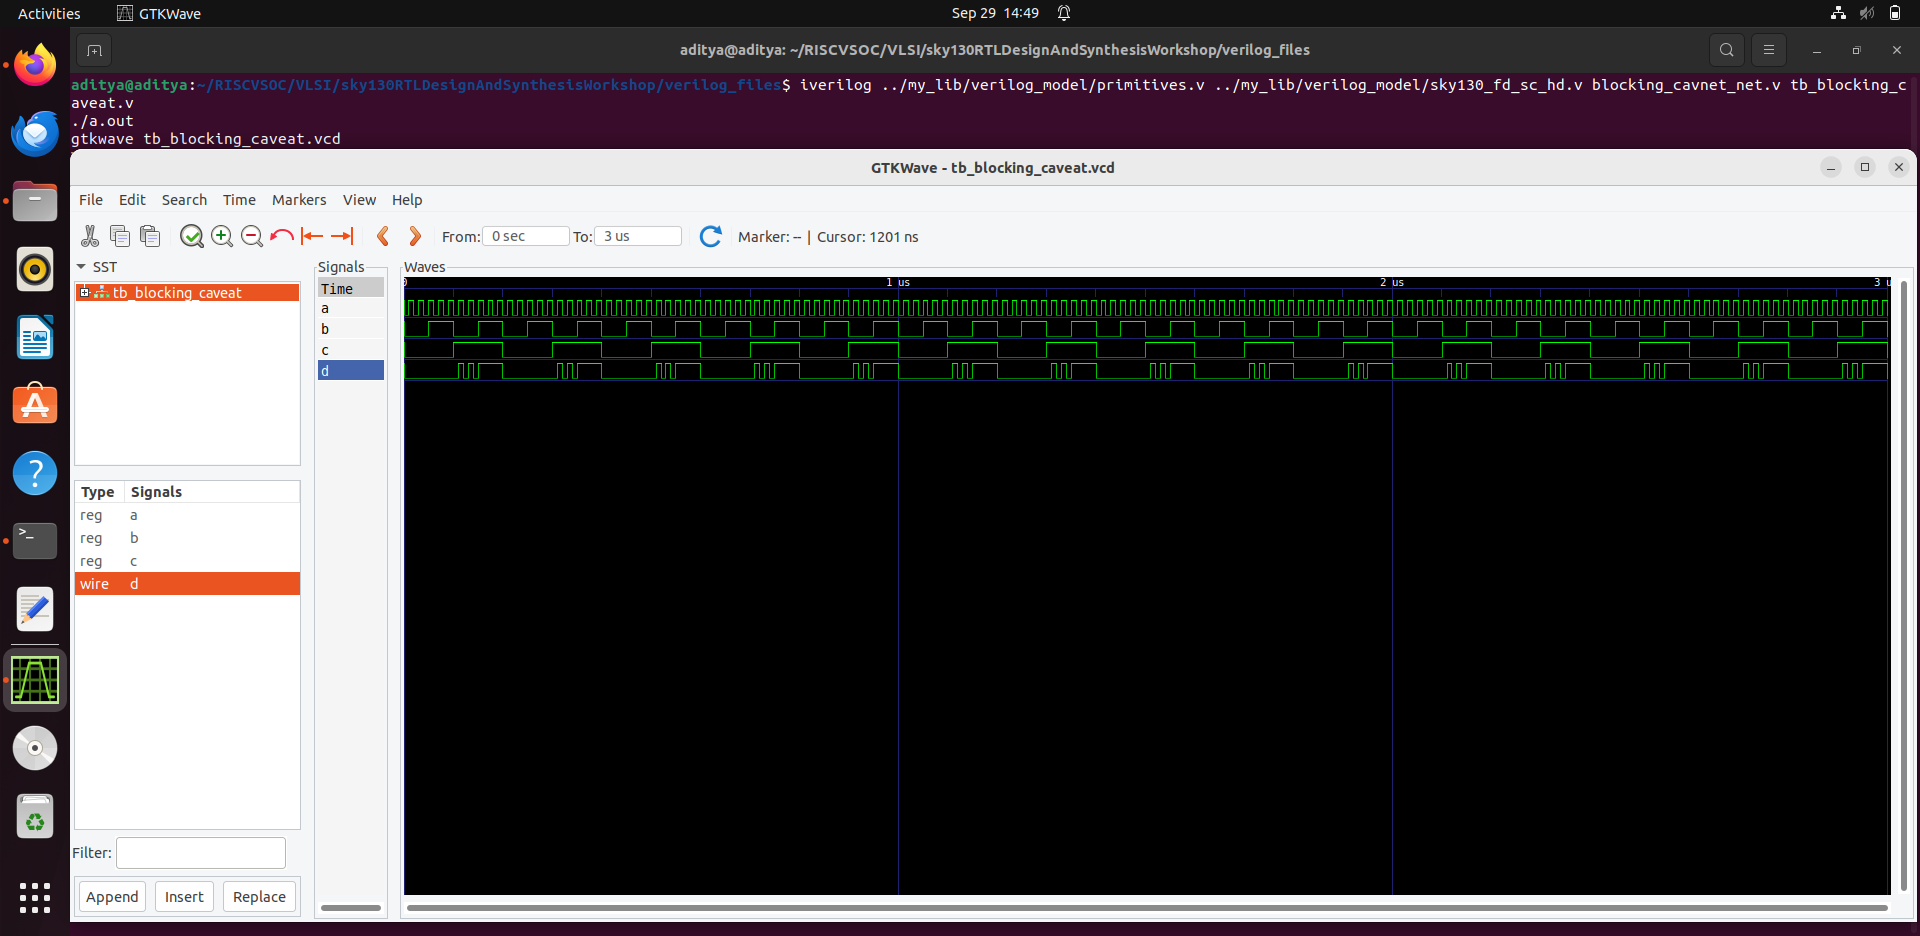 Activities
GTKWave
Sep 29 14:49
aditya@aditya: ~/RISCVSOC/VLSI/sky130RTLDesignAndSynthesisWorkshop/verilog_files
aditya@aditya:~/RISCVSOC/VLSI/sky130RTLDesignAndSynthesisWorkshop/verilog_files$ iverilog ../my_lib/verilog_model/primitives.v ../my_lib/verilog_model/sky130_fd_sc_hd.v blocking_cavnet_net.v tb_blocking_c
aveat.v
./a.out
gtkwave tb_blocking_caveat.vcd
GTKWave - tb_blocking_caveat.vcd
File Edit Search Time Markers View Help
From: 0 sec To: 3 us Marker: -- | Cursor: 1201 ns
SST
tb_blocking_caveat
Type Signals
reg a
reg b
reg c
wire d
Filter:
Append Insert Replace
Signals
Time
a
b
c
d
Waves
0 1 us 2 us 3 u